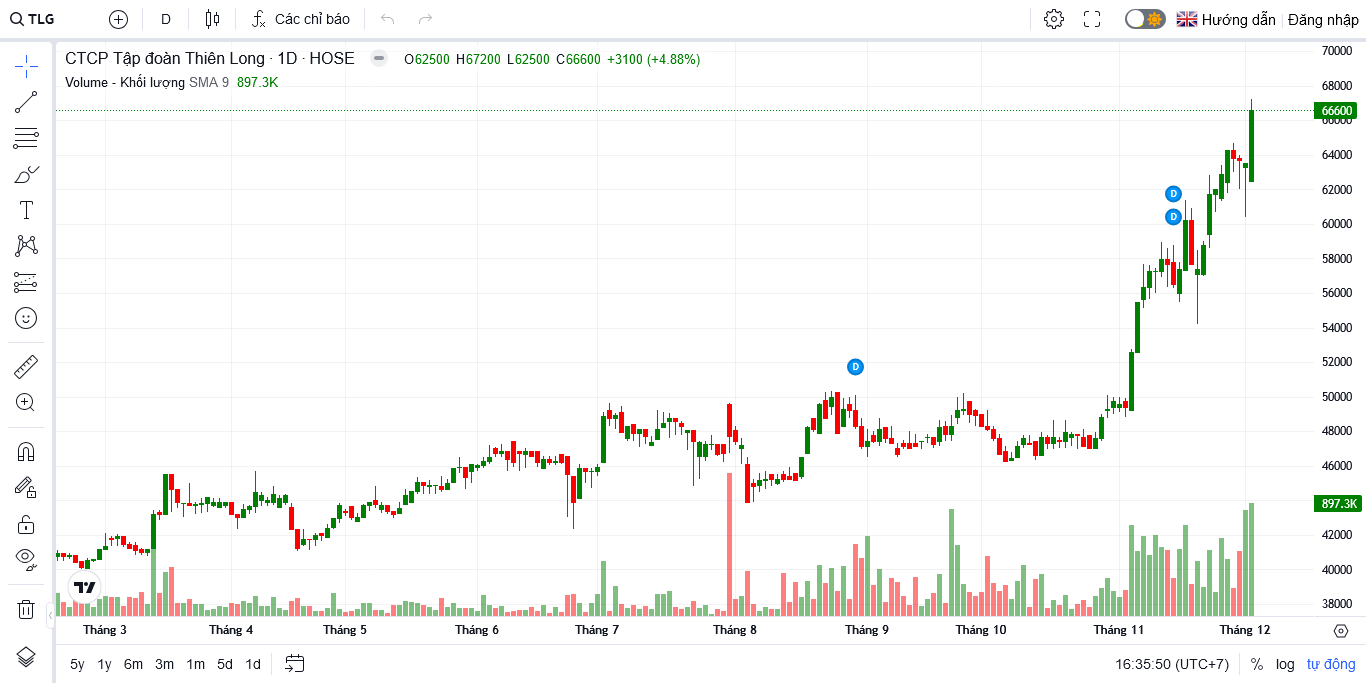 TLG D Các chỉ báo Hướng dẫn Đăng nhập
CTCP Tập đoàn Thiên Long · 1D · HOSE O62500 H67200 L62500 C66600 +3100 (+4.88%)
Volume - Khối lượng SMA 9 897.3K
70000
68000
66600
66000
64000
62000
D
D
60000
58000
56000
54000
52000
D
50000
48000
46000
897.3K
42000
40000
38000
Tháng 3 Tháng 4 Tháng 5 Tháng 6 Tháng 7 Tháng 8 Tháng 9 Tháng 10 Tháng 11 Tháng 12
5y 1y 6m 3m 1m 5d 1d 16:35:50 (UTC+7) % log tự động